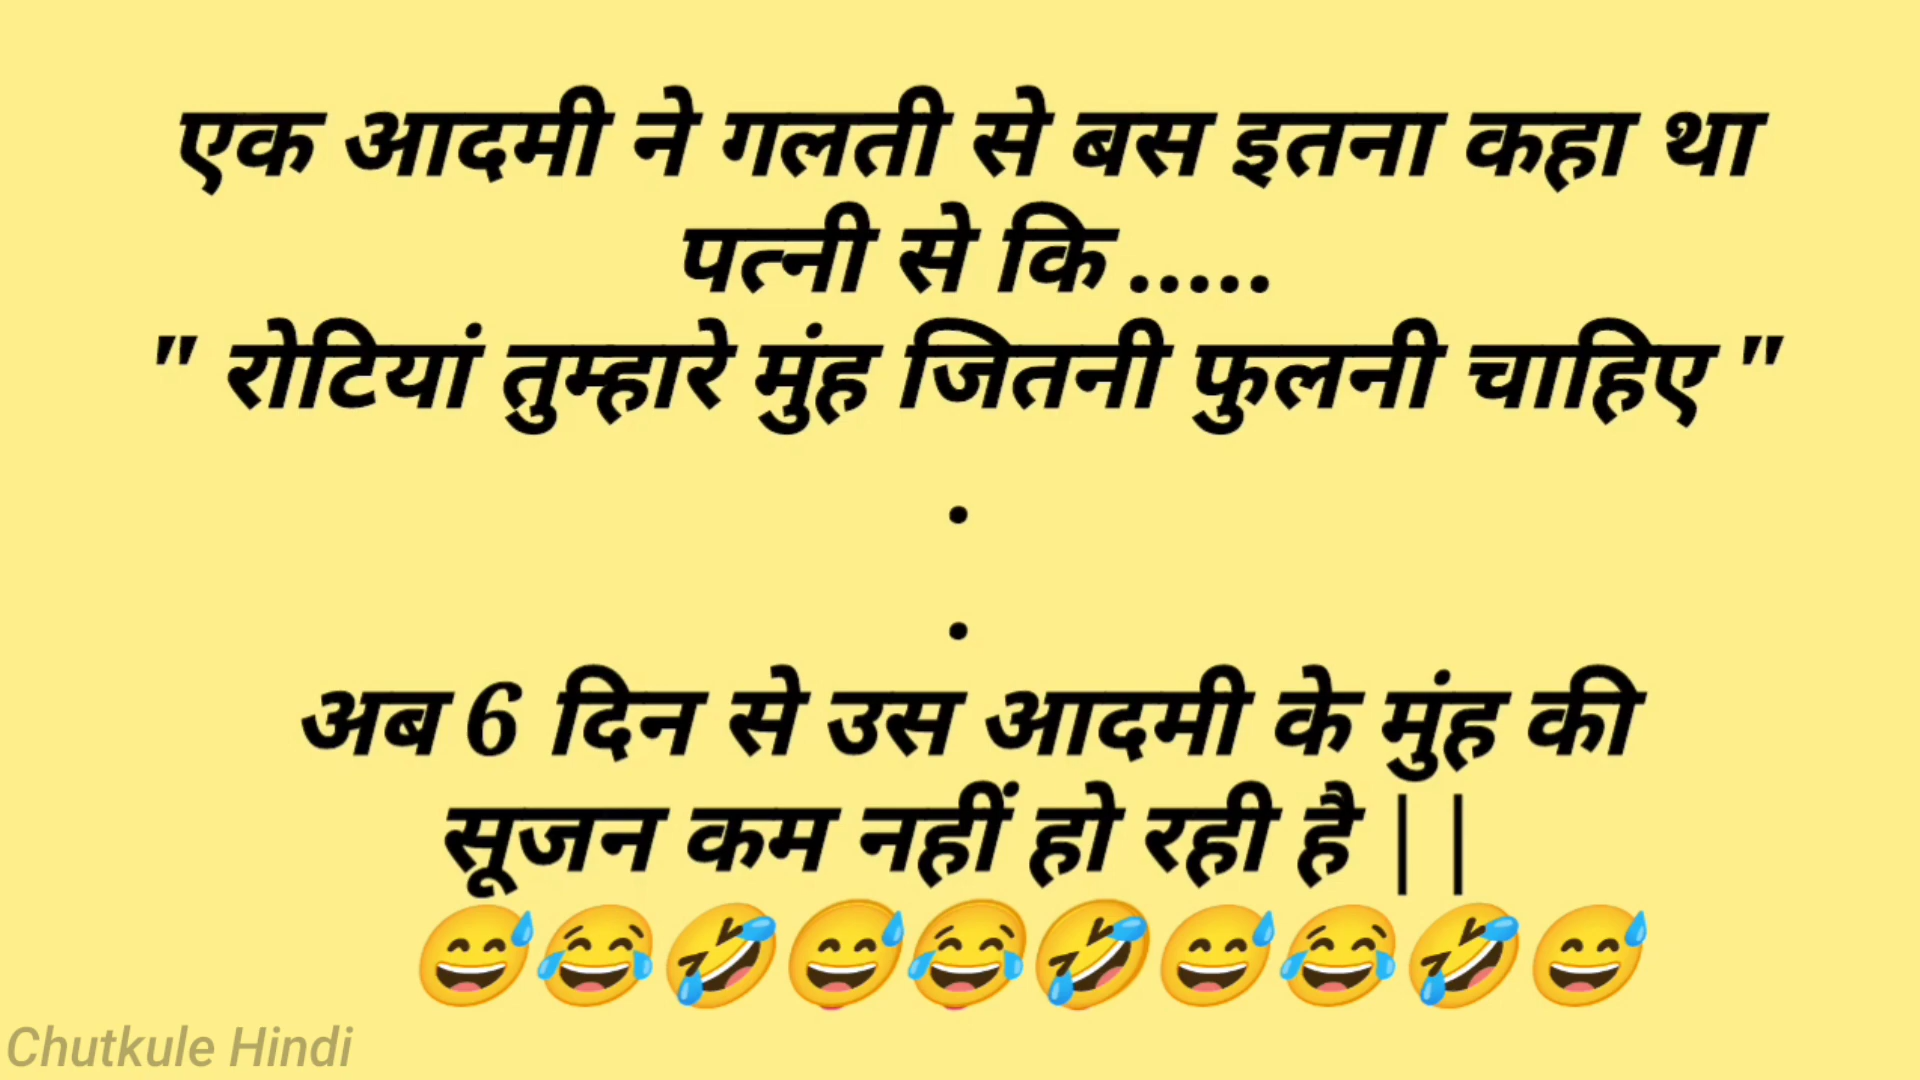 एक आदमी ने गलती से बस इतना कहा था
पत्नी से कि .....
" रोटियां तुम्हारे मुंह जितनी फुलनी चाहिए "
.
.
अब 6 दिन से उस आदमी के मुंह की
सूजन कम नहीं हो रही है ||
😅😂🤣😅😂🤣😅😂🤣😅
Chutkule Hindi